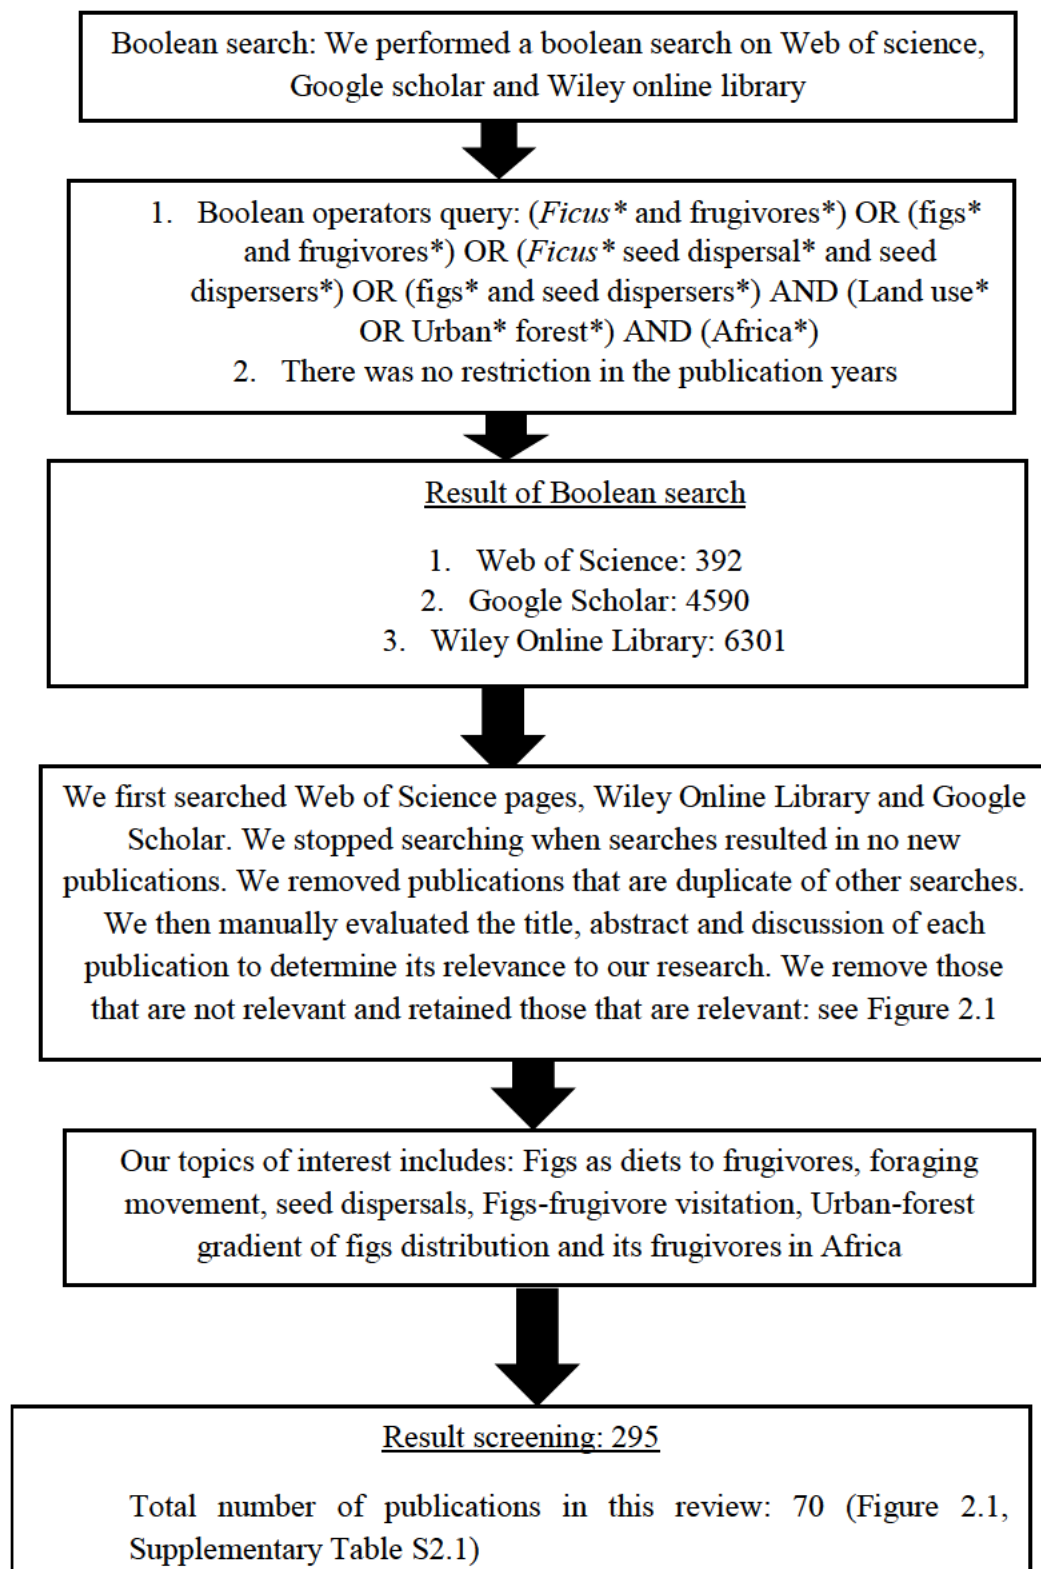 Boolean search: We performed a boolean search on Web of science,
Google scholar and Wiley online library
1. Boolean operators query: (Ficus* and frugivores*) OR (figs*
and frugivores*) OR (Ficus* seed dispersal* and seed
dispersers*) OR (figs* and seed dispersers*) AND (Land use*
OR Urban* forest*) AND (Africa*)
2. There was no restriction in the publication years
Result of Boolean search
1. Web of Science: 392
2. Google Scholar: 4590
3. Wiley Online Library: 6301
We first searched Web of Science pages, Wiley Online Library and Google
Scholar. We stopped searching when searches resulted in no new
publications. We removed publications that are duplicate of other searches.
We then manually evaluated the title, abstract and discussion of each
publication to determine its relevance to our research. We remove those
that are not relevant and retained those that are relevant: see Figure 2.1
Our topics of interest includes: Figs as diets to frugivores, foraging
movement, seed dispersals, Figs-frugivore visitation, Urban-forest
gradient of figs distribution and its frugivores in Africa
Result screening: 295
Total number of publications in this review: 70 (Figure 2.1,
Supplementary Table S2.1)